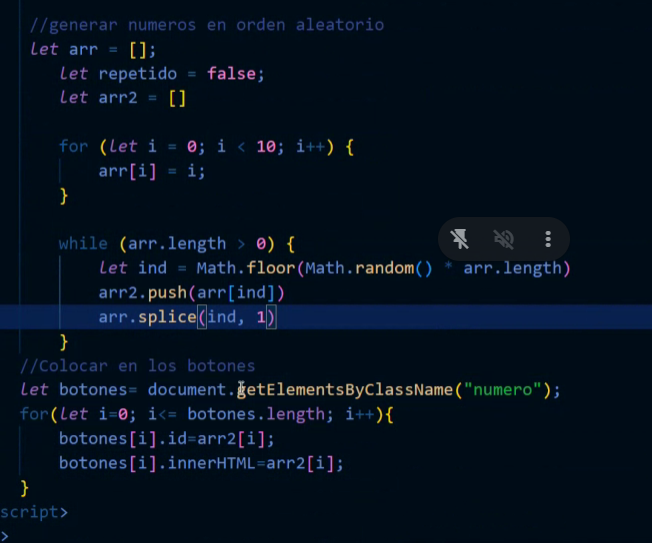 //generar numeros en orden aleatorio
let arr = [];
let repetido = false;
let arr2 = []
for (let i = 0; i < 10; i++) {
arr[i] = i;
}
while (arr.length > 0) {
let ind = Math.floor(Math.random() * arr.length)
arr2.push(arr[ind])
arr.splice(ind, 1)
}
//Colocar en los botones
let botones= document.getElementsByClassName("numero");
for(let i=0; i<= botones.length; i++){
botones[i].id=arr2[i];
botones[i].innerHTML=arr2[i];
}
script>
>